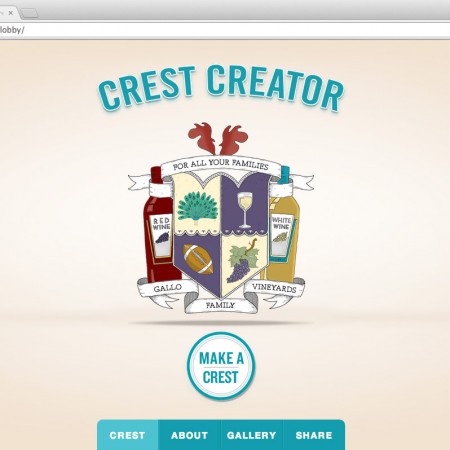 lobby/
CREST CREATOR
FOR ALL YOUR FAMILIES
RED
WINE
WHITE
WINE
GALLO
FAMILY
VINEYARDS
MAKE A
CREST
CREST ABOUT GALLERY SHARE